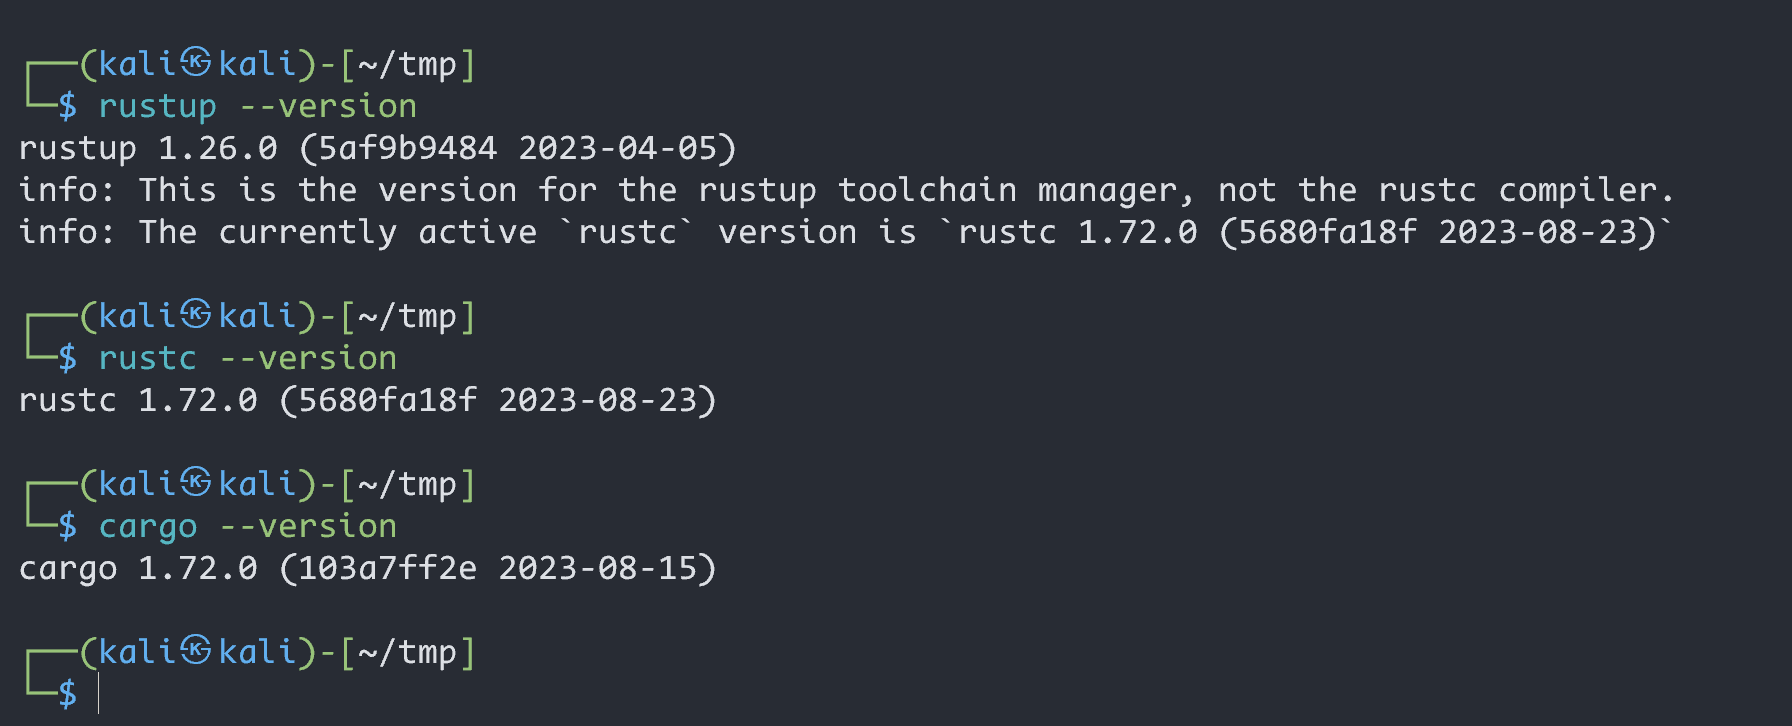 ┌──(kali㉿kali)-[~/tmp]
└─$ rustup --version
rustup 1.26.0 (5af9b9484 2023-04-05)
info: This is the version for the rustup toolchain manager, not the rustc compiler.
info: The currently active `rustc` version is `rustc 1.72.0 (5680fa18f 2023-08-23)`
┌──(kali㉿kali)-[~/tmp]
└─$ rustc --version
rustc 1.72.0 (5680fa18f 2023-08-23)
┌──(kali㉿kali)-[~/tmp]
└─$ cargo --version
cargo 1.72.0 (103a7ff2e 2023-08-15)
┌──(kali㉿kali)-[~/tmp]
└─$